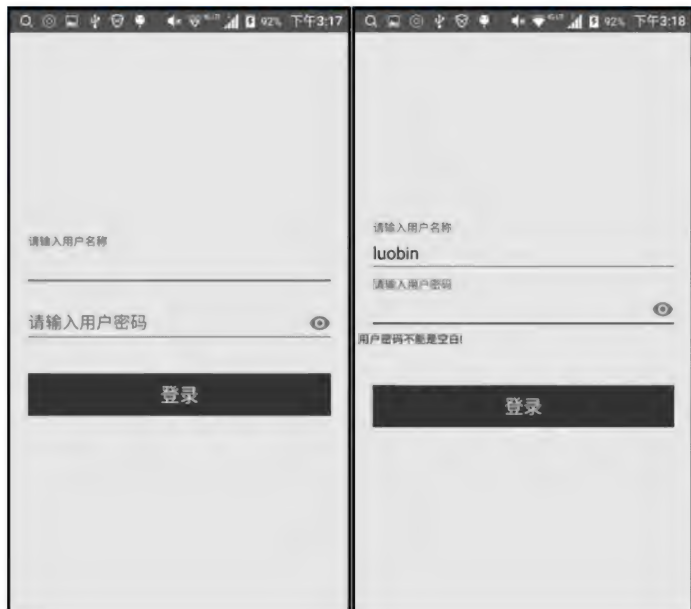 92% 下午3:17
请输入用户名称
请输入用户密码
登录
92% 下午3:18
请输入用户名称
luobin
请输入用户密码
用户密码不能是空白!
登录